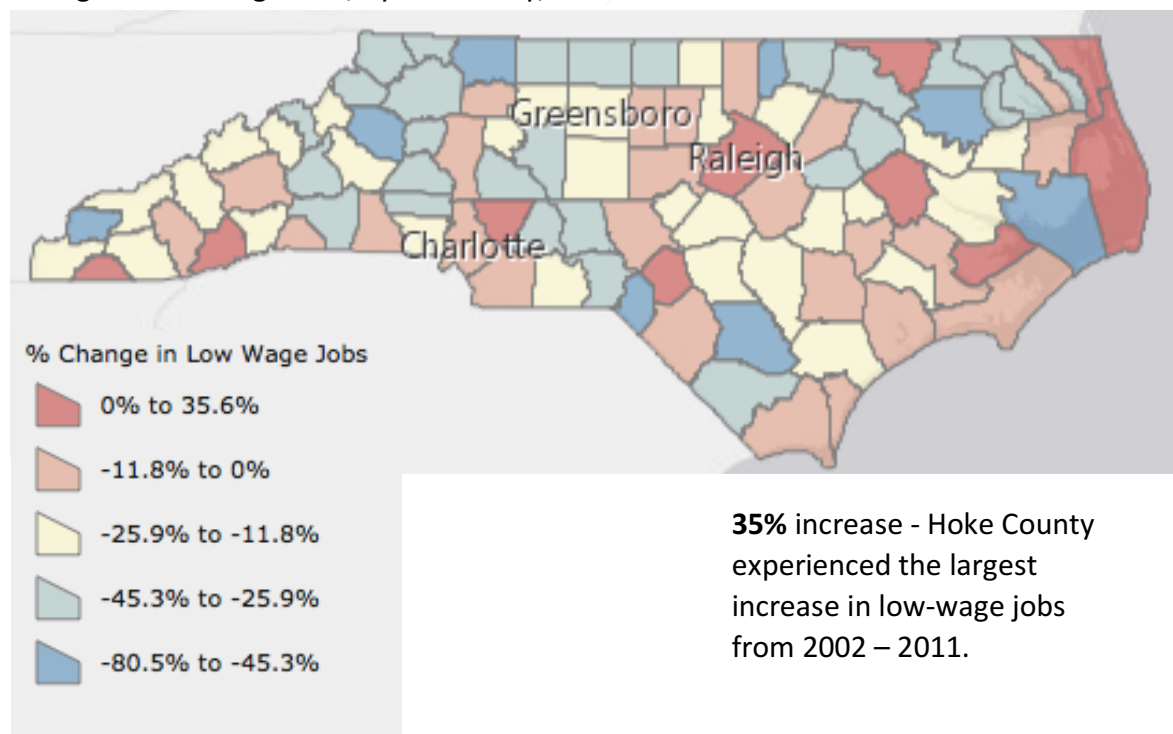 Greensboro
Raleigh
Charlotte
% Change in Low Wage Jobs
0% to 35.6%
-11.8% to 0%
-25.9% to -11.8%
-45.3% to -25.9%
-80.5% to -45.3%
35% increase - Hoke County
experienced the largest
increase in low-wage jobs
from 2002 – 2011.